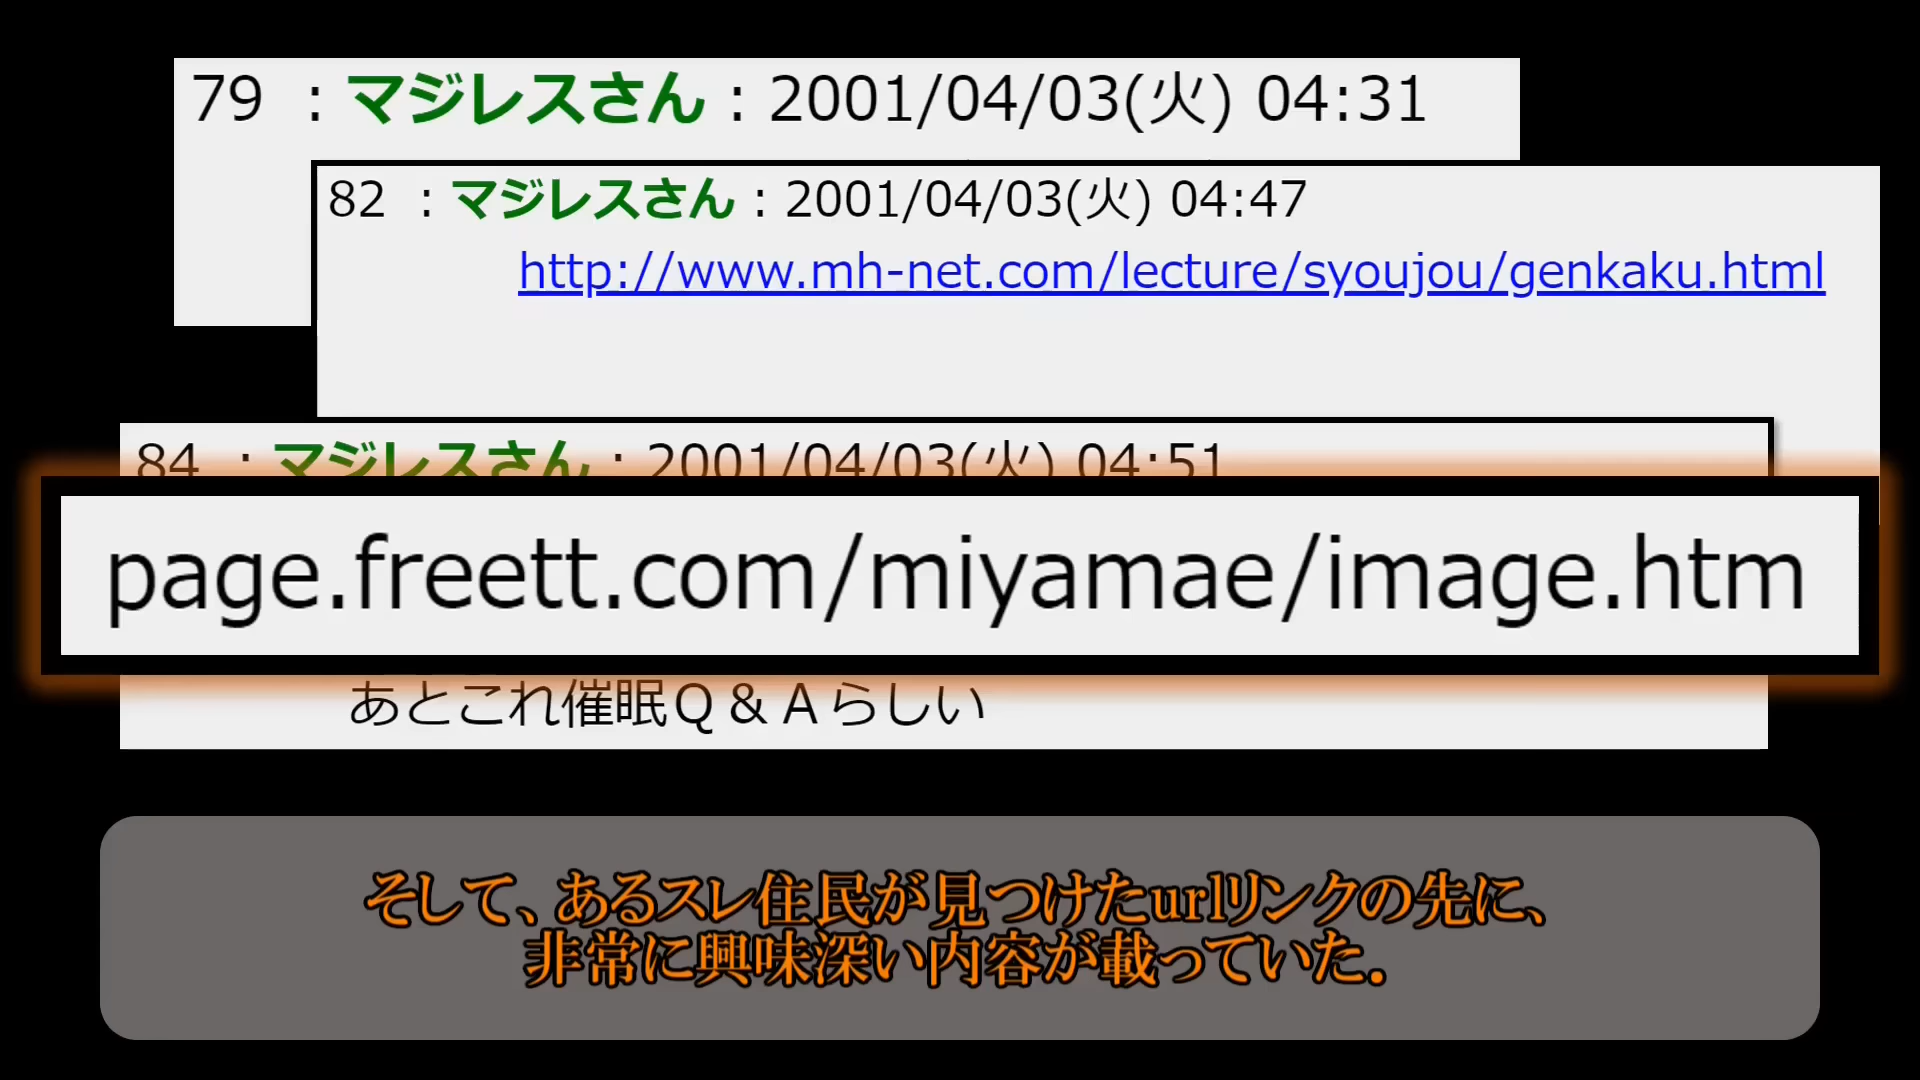 79 ：マジレスさん：2001/04/03(火) 04:31
82 ：マジレスさん：2001/04/03(火) 04:47
http://www.mh-net.com/lecture/syoujou/genkaku.html
84 ：マジレスさん：2001/04/03(火) 04:51
page.freett.com/miyamae/image.htm
あとこれ催眠Ｑ＆Ａらしい
そして、あるスレ住民が見つけたurlリンクの先に、
非常に興味深い内容が載っていた．